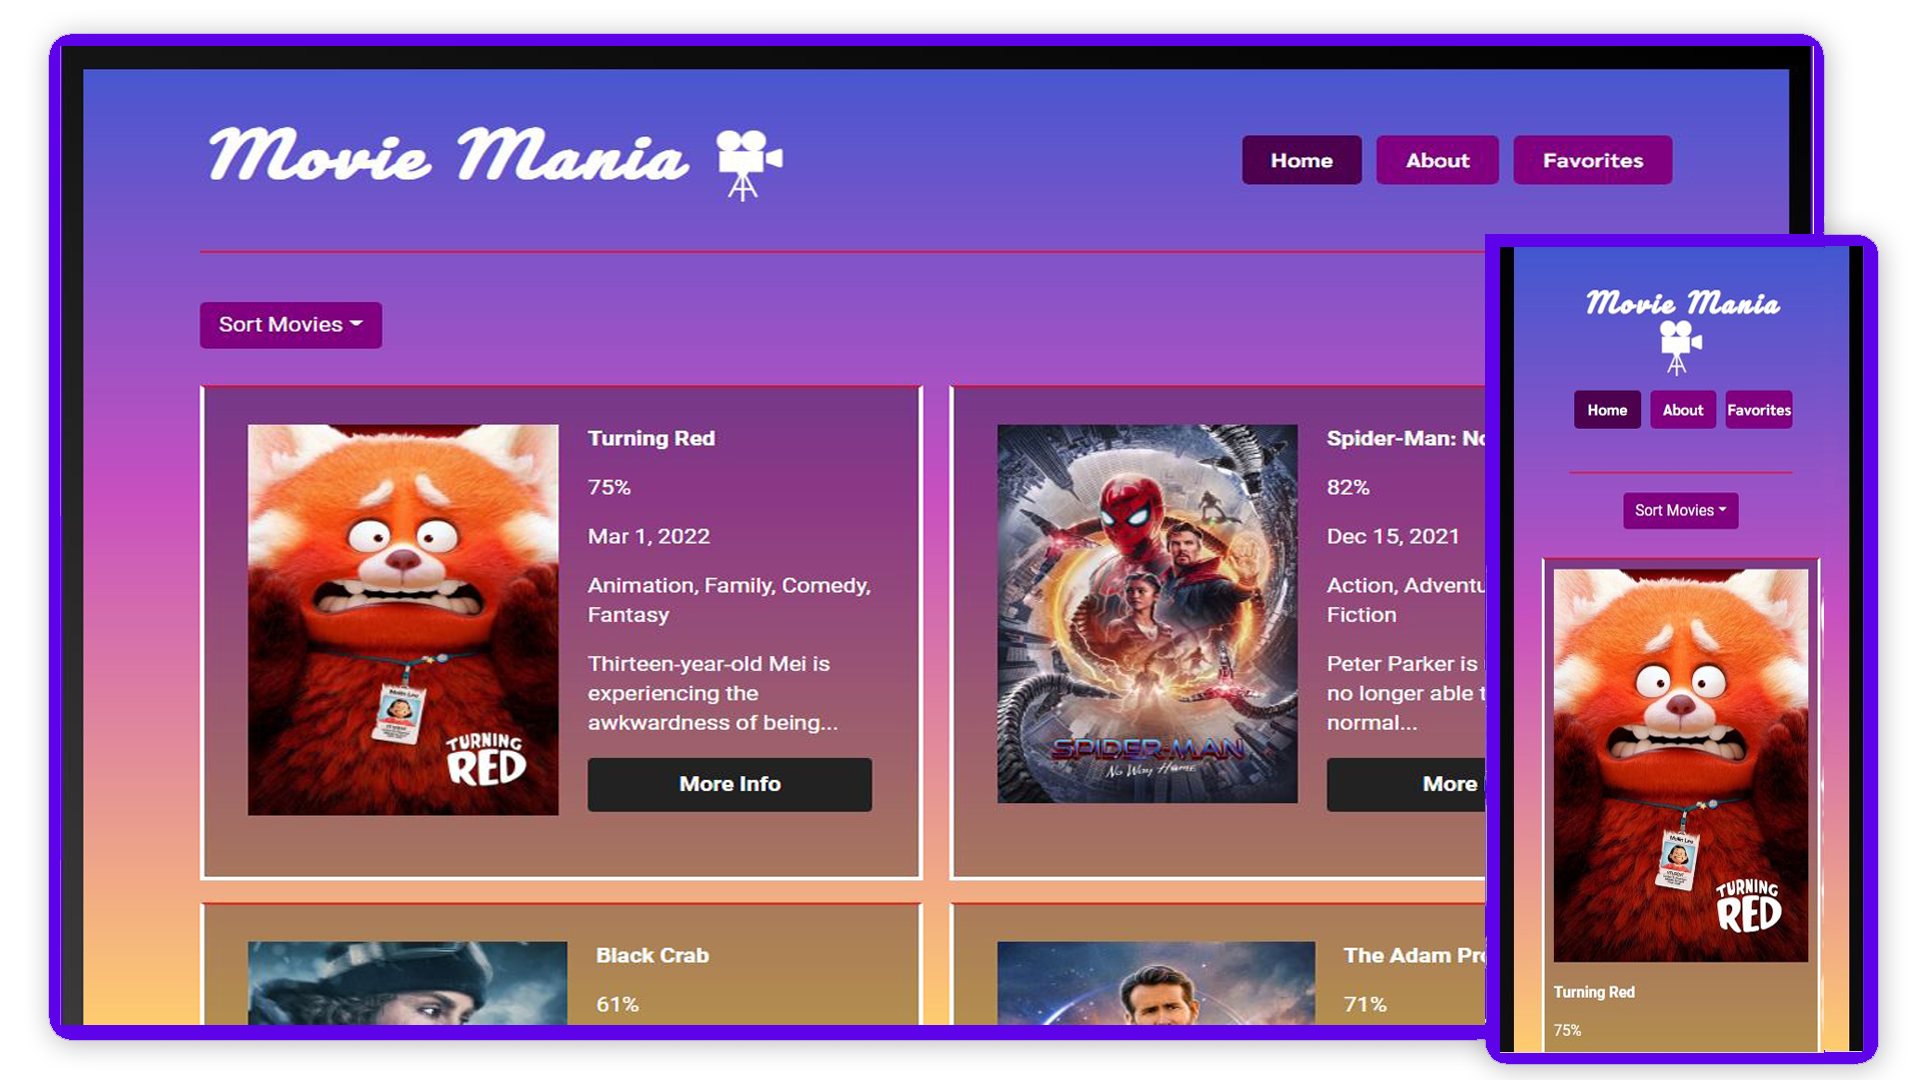 Movie Mania
Home
About
Favorites
Sort Movies
Turning Red
75%
Mar 1, 2022
Animation, Family, Comedy,
Fantasy
Thirteen-year-old Mei is
experiencing the
awkwardness of being...
More Info
TURNING
RED
Spider-Man:
82%
Dec 15, 2021
Action,
Fiction
Peter Parker is
no longer able
normal...
More
SPIDER-MAN
No Way Home
Black Crab
61%
The Adam
71%
Movie Mania
Home
About
Favorites
Sort Movies
TURNING
RED
Turning Red
75%